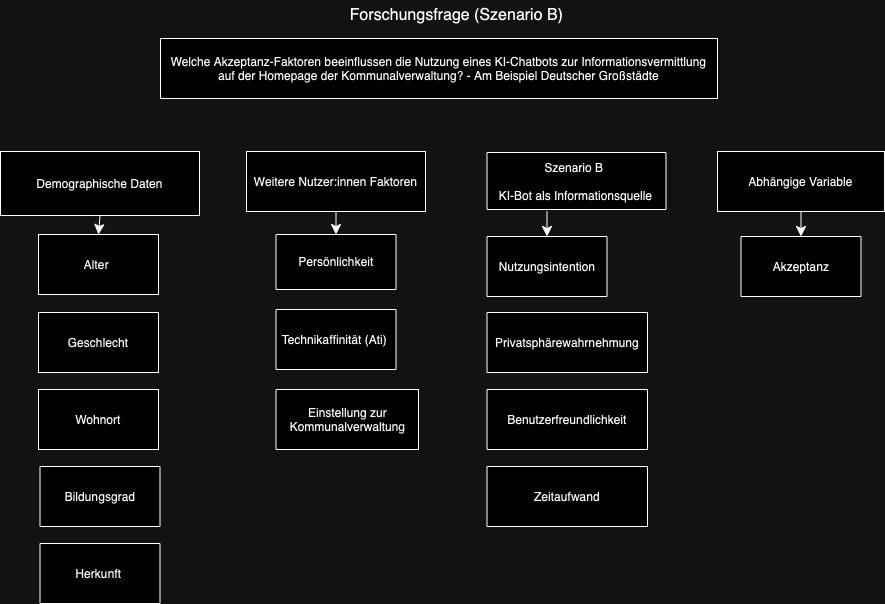 Forschungsfrage (Szenario B)
Welche Akzeptanz-Faktoren beeinflussen die Nutzung eines KI-Chatbots zur Informationsvermittlung
auf der Homepage der Kommunalverwaltung? - Am Beispiel Deutscher Großstädte
Demographische Daten
Alter
Geschlecht
Wohnort
Bildungsgrad
Herkunft
Weitere Nutzer:innen Faktoren
Persönlichkeit
Technikaffinität (Ati)
Einstellung zur
Kommunalverwaltung
Szenario B
KI-Bot als Informationsquelle
Nutzungsintention
Privatsphärewahrnehmung
Benutzerfreundlichkeit
Zeitaufwand
Abhängige Variable
Akzeptanz